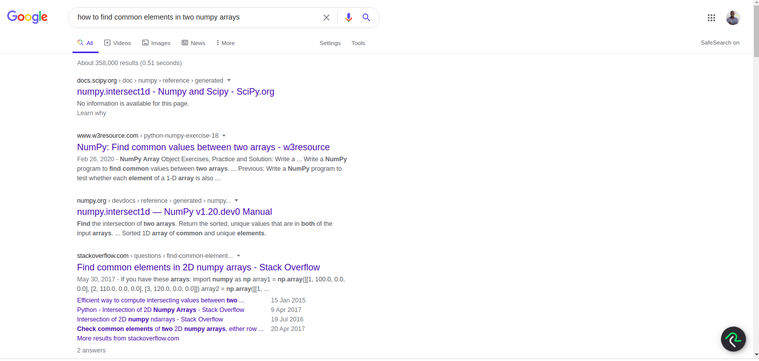 Google
how to find common elements in two numpy arrays
All
Videos
Images
News
More
Settings
Tools
SafeSearch on
About 358,000 results (0.51 seconds)
docs.scipy.org › doc › numpy › reference › generated
numpy.intersect1d - Numpy and Scipy - SciPy.org
No information is available for this page.
Learn why
www.w3resource.com › python-numpy-exercise-18
NumPy: Find common values between two arrays - w3resource
Feb 26, 2020 - NumPy Array Object Exercises, Practice and Solution: Write a ... Write a NumPy
program to find common values between two arrays. ... Previous: Write a NumPy program to
test whether each element of a 1-D array is also ...
numpy.org › devdocs › reference › generated › numpy...
numpy.intersect1d — NumPy v1.20.dev0 Manual
Find the intersection of two arrays. Return the sorted, unique values that are in both of the
input arrays. ... Sorted 1D array of common and unique elements.
stackoverflow.com › questions › find-common-element...
Find common elements in 2D numpy arrays - Stack Overflow
May 30, 2017 - If you have these arrays: import numpy as np array1 = np.array([[1, 100.0, 0.0,
0.0], [2, 110.0, 0.0, 0.0], [3, 120.0, 0.0, 0.0]]) array2 = np.array([[1, ...
Efficient way to compute intersecting values between two ... 15 Jan 2015
Python - Intersection of 2D Numpy Arrays - Stack Overflow 9 Apr 2017
Intersection of 2D numpy ndarrays - Stack Overflow 19 Jul 2016
Check common elements of two 2D numpy arrays, either row ... 20 Apr 2017
More results from stackoverflow.com
2 answers